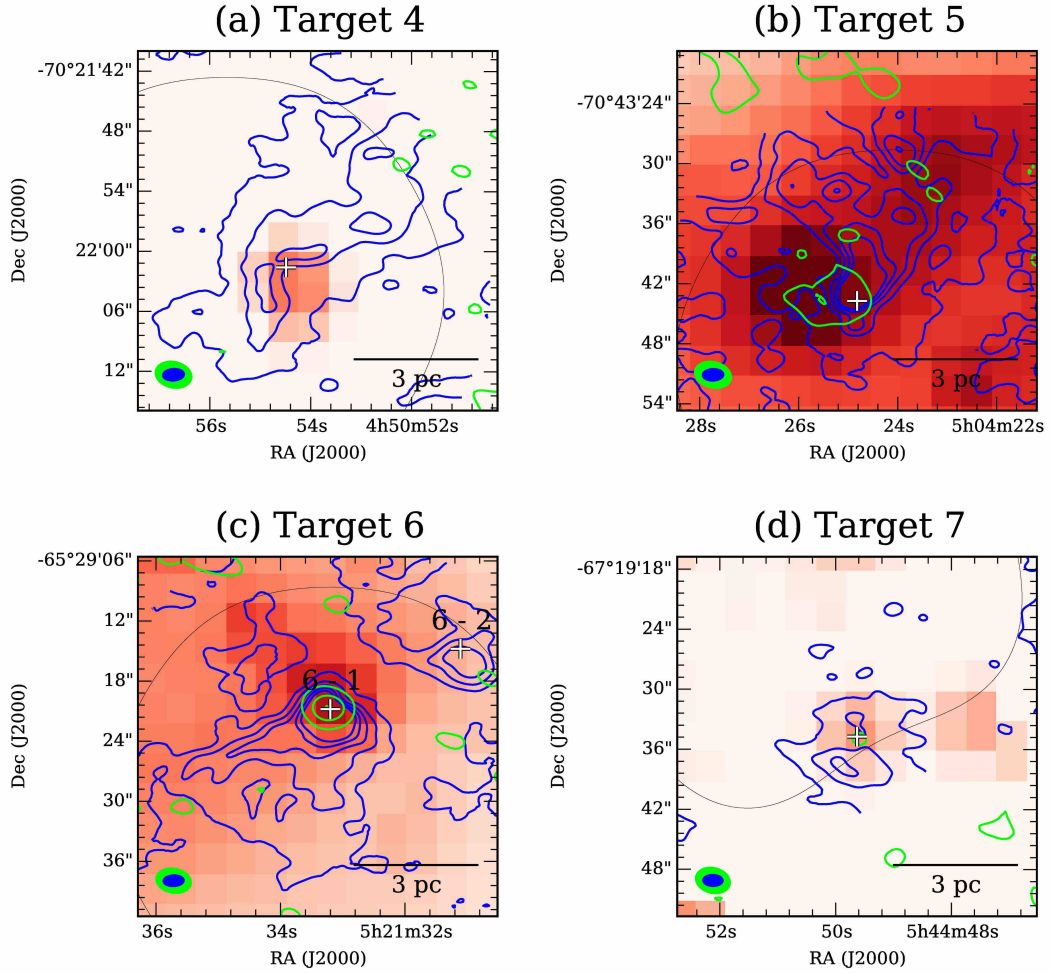 (a) Target 4
-70°21'42"
48"
54"
22'00"
06"
12"
Dec (J2000)
3 pc
56s
54s
4h50m52s
RA (J2000)
(b) Target 5
-70°43'24"
30"
36"
42"
48"
54"
Dec (J2000)
3 pc
28s
26s
24s
5h04m22s
RA (J2000)
(c) Target 6
-65°29'06"
12"
18"
24"
30"
36"
Dec (J2000)
6 - 2
6 - 1
3 pc
36s
34s
5h21m32s
RA (J2000)
(d) Target 7
-67°19'18"
24"
30"
36"
42"
48"
Dec (J2000)
3 pc
52s
50s
5h44m48s
RA (J2000)